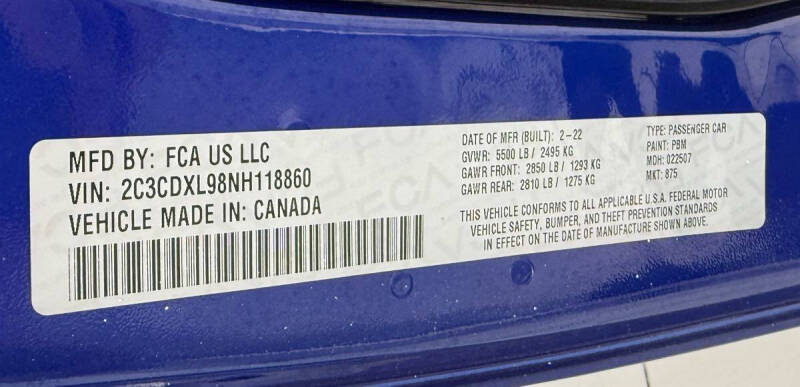 MFD BY: FCA US LLC
VIN: 2C3CDXL98NH118860
VEHICLE MADE IN: CANADA
DATE OF MFR (BUILT): 2-22
GVWR: 5500 LB / 2495 KG
GAWR FRONT: 2850 LB / 1293 KG
GAWR REAR: 2810 LB / 1275 KG
TYPE: PASSENGER CAR
PAINT: PBM
MDH: 022507
MKT: 875
THIS VEHICLE CONFORMS TO ALL APPLICABLE U.S.A. FEDERAL MOTOR
VEHICLE SAFETY, BUMPER, AND THEFT PREVENTION STANDARDS
IN EFFECT ON THE DATE OF MANUFACTURE SHOWN ABOVE.